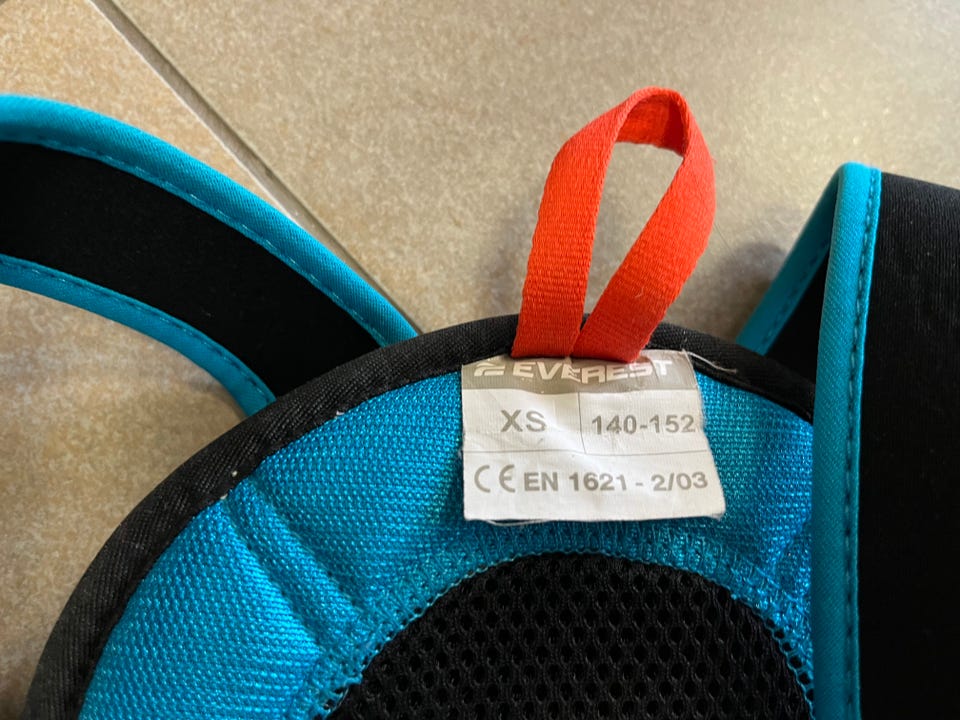 EVEREST
XS 140-152
CE EN 1621 - 2/03